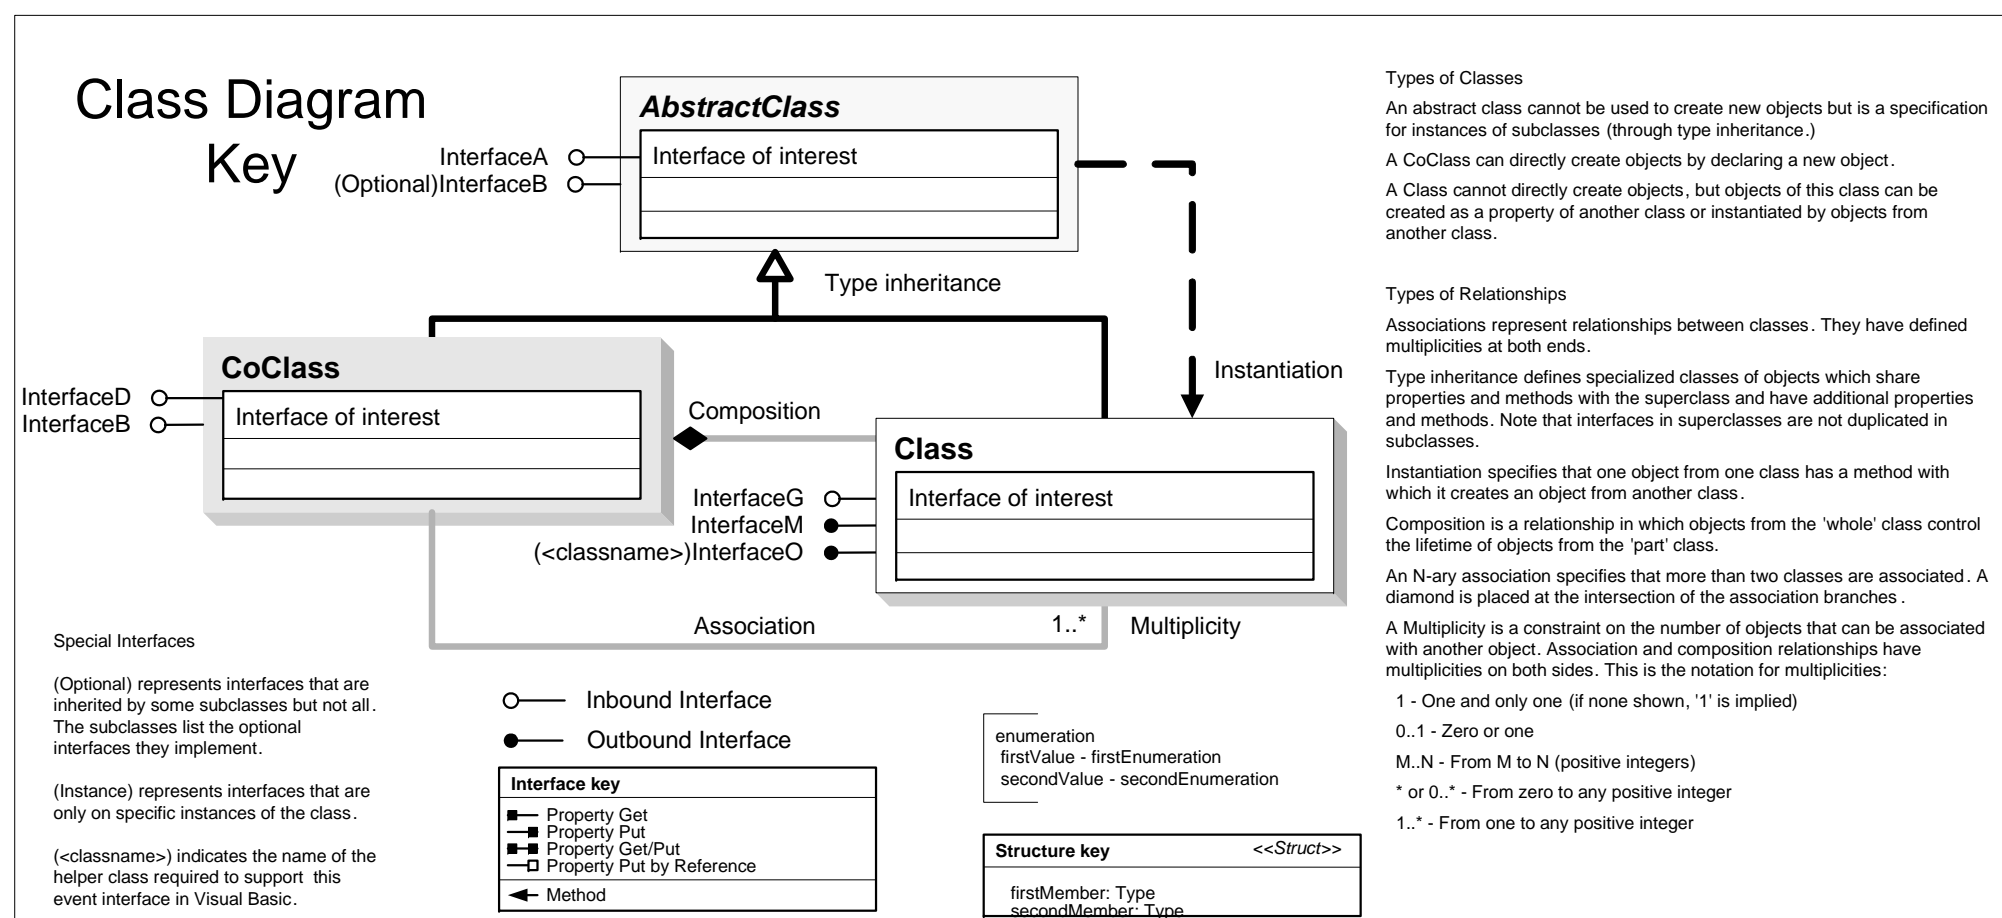 Class Diagram
Key
AbstractClass
InterfaceA
Interface of interest
(Optional)InterfaceB
Type inheritance
Instantiation
CoClass
InterfaceD
Interface of interest
InterfaceB
Composition
Class
InterfaceG
Interface of interest
InterfaceM
(<classname>)InterfaceO
Association
1..*
Multiplicity
Special Interfaces
(Optional) represents interfaces that are
inherited by some subclasses but not all.
The subclasses list the optional
interfaces they implement.
(Instance) represents interfaces that are
only on specific instances of the class.
(<classname>) indicates the name of the
helper class required to support this
event interface in Visual Basic.
Inbound Interface
Outbound Interface
Interface key
Property Get
Property Put
Property Get/Put
Property Put by Reference
Method
enumeration
firstValue - firstEnumeration
secondValue - secondEnumeration
Structure key
<<Struct>>
firstMember: Type
secondMember: Type
Types of Classes
An abstract class cannot be used to create new objects but is a specification
for instances of subclasses (through type inheritance.)
A CoClass can directly create objects by declaring a new object.
A Class cannot directly create objects, but objects of this class can be
created as a property of another class or instantiated by objects from
another class.
Types of Relationships
Associations represent relationships between classes. They have defined
multiplicities at both ends.
Type inheritance defines specialized classes of objects which share
properties and methods with the superclass and have additional properties
and methods. Note that interfaces in superclasses are not duplicated in
subclasses.
Instantiation specifies that one object from one class has a method with
which it creates an object from another class.
Composition is a relationship in which objects from the 'whole' class control
the lifetime of objects from the 'part' class.
An N-ary association specifies that more than two classes are associated. A
diamond is placed at the intersection of the association branches.
A Multiplicity is a constraint on the number of objects that can be associated
with another object. Association and composition relationships have
multiplicities on both sides. This is the notation for multiplicities:
1 - One and only one (if none shown, '1' is implied)
0..1 - Zero or one
M..N - From M to N (positive integers)
* or 0..* - From zero to any positive integer
1..* - From one to any positive integer